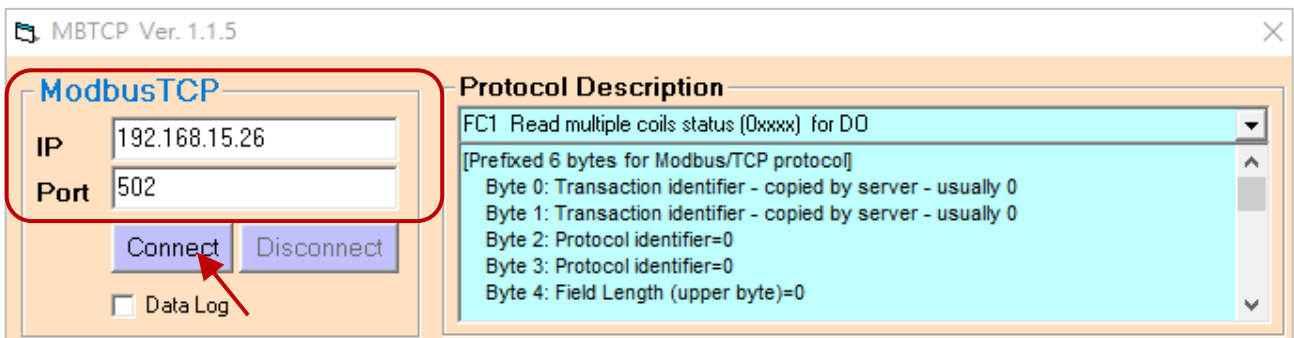 MBTCP Ver. 1.1.5
ModbusTCP
IP 192.168.15.26
Port 502
Connect Disconnect
Data Log
Protocol Description
FC1 Read multiple coils status (0xxxx) for DO
[Prefixed 6 bytes for Modbus/TCP protocol]
Byte 0: Transaction identifier - copied by server - usually 0
Byte 1: Transaction identifier - copied by server - usually 0
Byte 2: Protocol identifier=0
Byte 3: Protocol identifier=0
Byte 4: Field Length (upper byte)=0